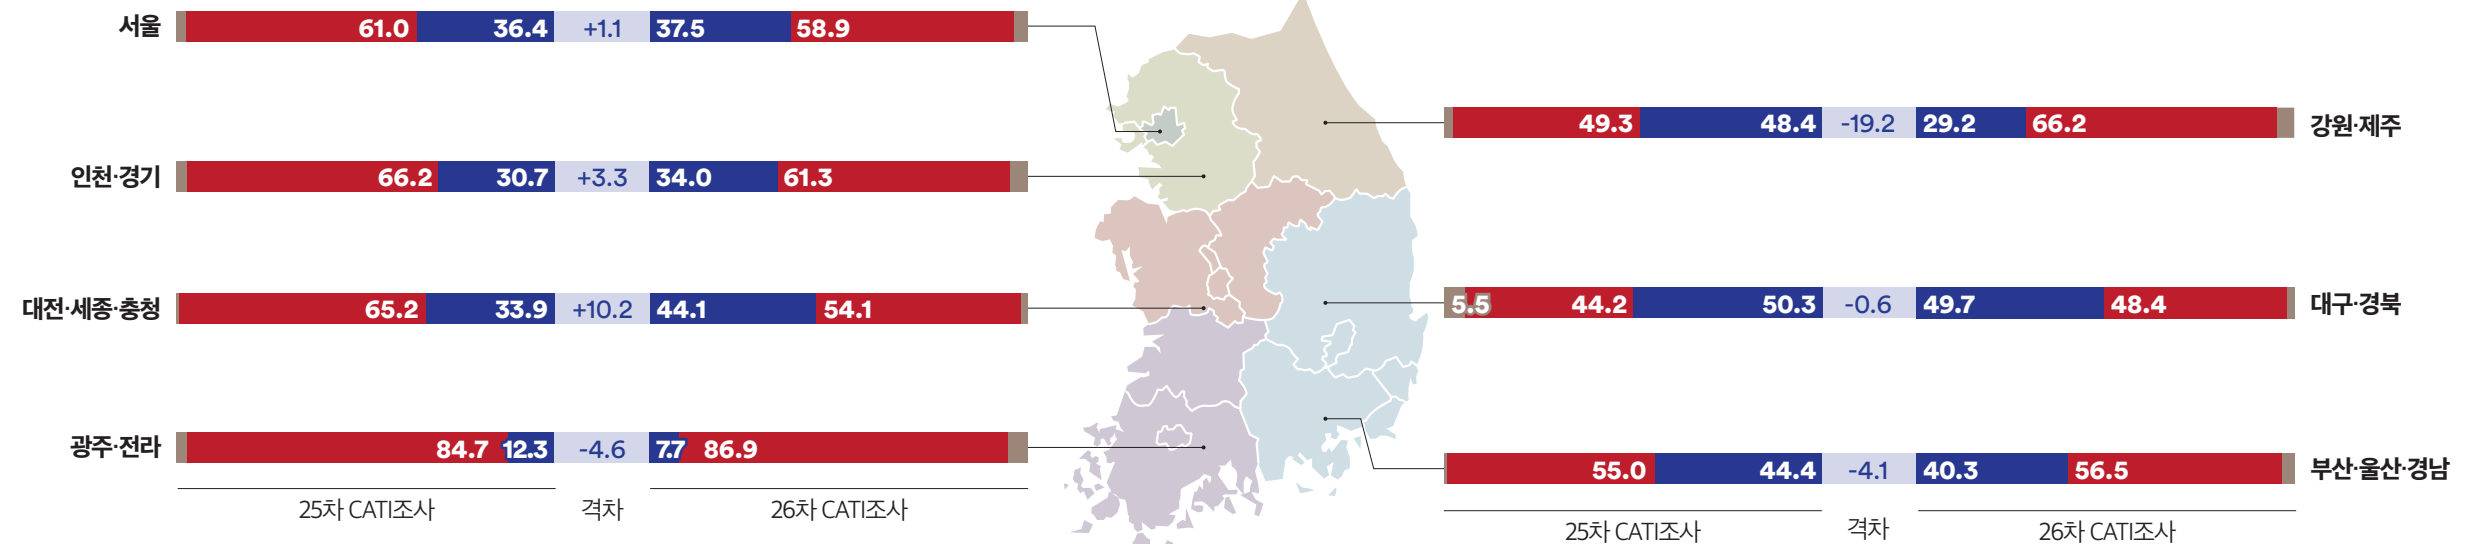 서울 61.0 36.4 +1.1 37.5 58.9
인천·경기 66.2 30.7 +3.3 34.0 61.3
대전·세종·충청 65.2 33.9 +10.2 44.1 54.1
광주·전라 84.7 12.3 -4.6 7.7 86.9
25차 CATI조사 격차 26차 CATI조사
49.3 48.4 -19.2 29.2 66.2 강원·제주
5.5 44.2 50.3 -0.6 49.7 48.4 대구·경북
55.0 44.4 -4.1 40.3 56.5 부산·울산·경남
25차 CATI조사 격차 26차 CATI조사